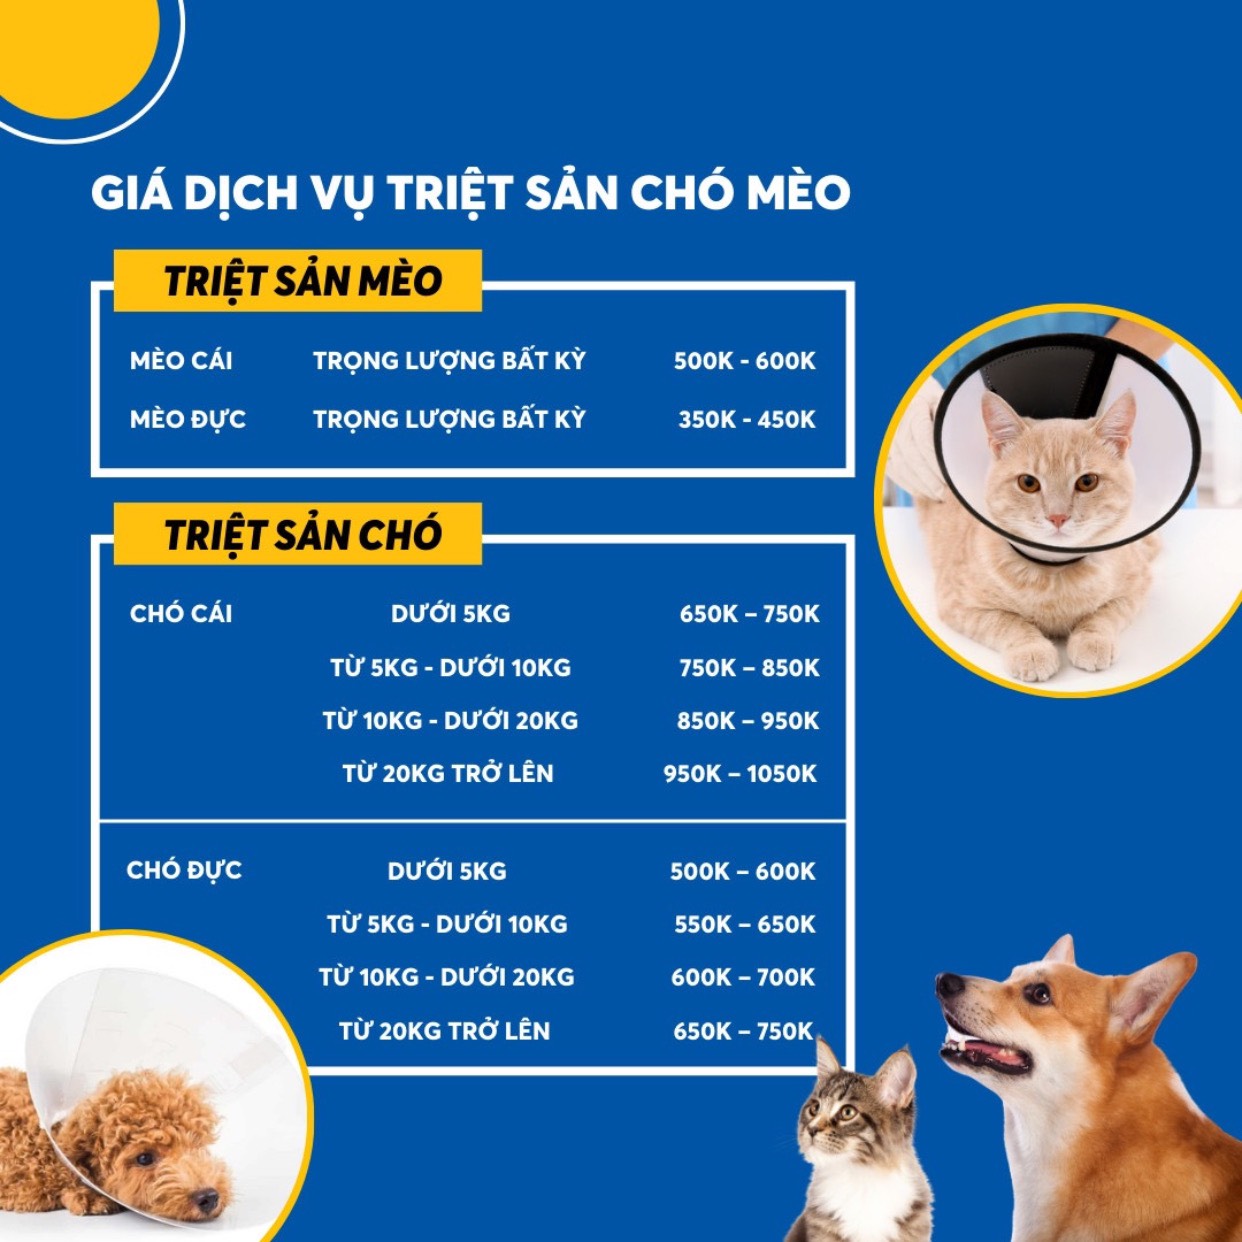 GIÁ DỊCH VỤ TRIỆT SẢN CHÓ MÈO
TRIỆT SẢN MÈO
MÈO CÁI TRỌNG LƯỢNG BẤT KỲ 500K - 600K
MÈO ĐỰC TRỌNG LƯỢNG BẤT KỲ 350K - 450K
TRIỆT SẢN CHÓ
CHÓ CÁI DƯỚI 5KG 650K – 750K
TỪ 5KG - DƯỚI 10KG 750K – 850K
TỪ 10KG - DƯỚI 20KG 850K – 950K
TỪ 20KG TRỞ LÊN 950K – 1050K
CHÓ ĐỰC DƯỚI 5KG 500K – 600K
TỪ 5KG - DƯỚI 10KG 550K – 650K
TỪ 10KG - DƯỚI 20KG 600K – 700K
TỪ 20KG TRỞ LÊN 650K – 750K